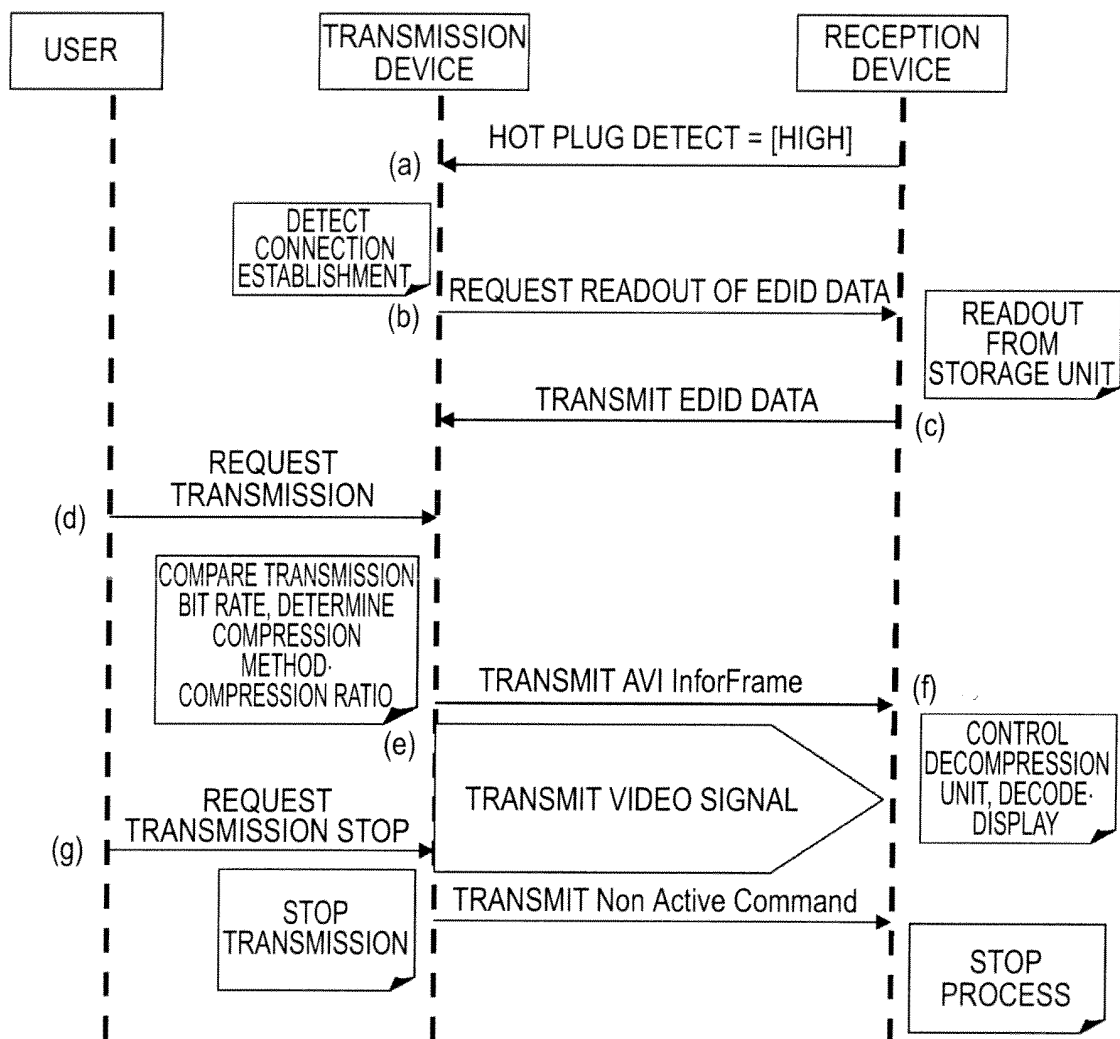 USER
TRANSMISSION
DEVICE
RECEPTION
DEVICE
HOT PLUG DETECT = [HIGH]
(a)
DETECT
CONNECTION
ESTABLISHMENT
REQUEST READOUT OF EDID DATA
(b)
READOUT
FROM
STORAGE UNIT
TRANSMIT EDID DATA
(c)
REQUEST
TRANSMISSION
(d)
COMPARE TRANSMISSION
BIT RATE, DETERMINE
COMPRESSION
METHOD·
COMPRESSION RATIO
TRANSMIT AVI InforFrame
(f)
(e)
CONTROL
DECOMPRESSION
UNIT, DECODE·
DISPLAY
TRANSMIT VIDEO SIGNAL
REQUEST
TRANSMISSION STOP
(g)
STOP
TRANSMISSION
TRANSMIT Non Active Command
STOP
PROCESS